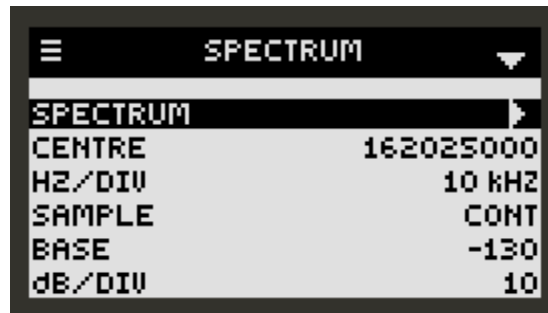 SPECTRUM
SPECTRUM
CENTRE 162025000
HZ/DIV 10 kHZ
SAMPLE CONT
BASE -130
dB/DIV 10